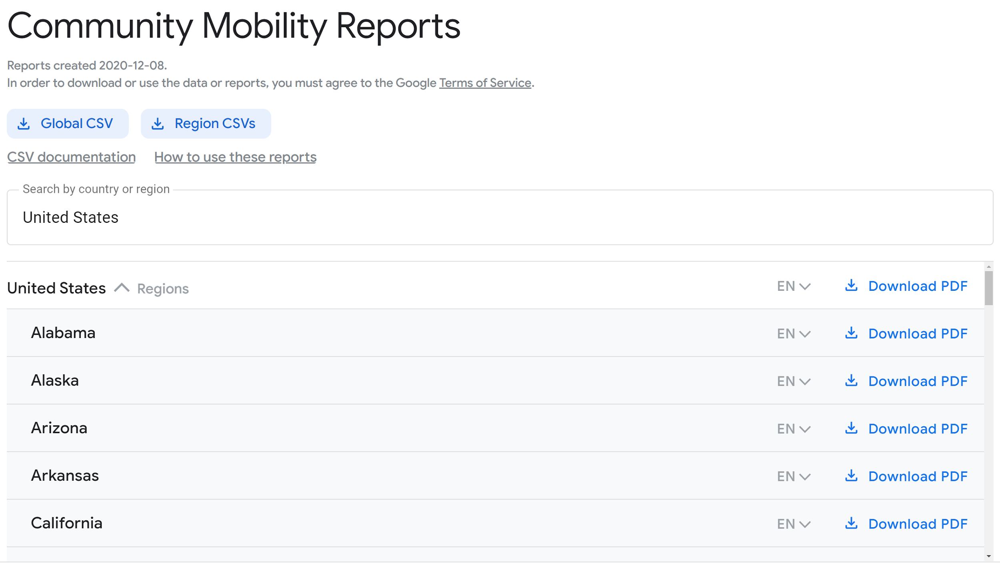 Community Mobility Reports
Reports created 2020-12-08.
In order to download or use the data or reports, you must agree to the Google Terms of Service.
Global CSV Region CSVs
CSV documentation How to use these reports
Search by country or region
United States
United States Regions EN Download PDF
Alabama EN Download PDF
Alaska EN Download PDF
Arizona EN Download PDF
Arkansas EN Download PDF
California EN Download PDF